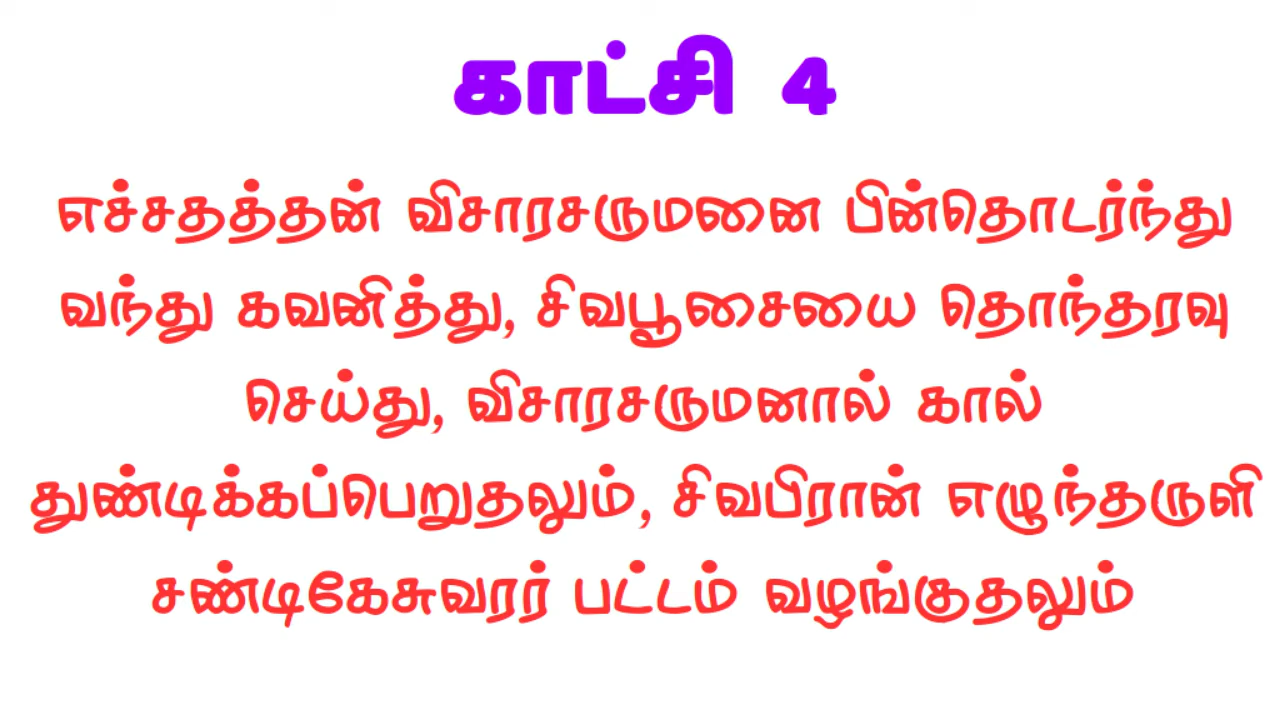 காட்சி 4
எச்சதத்தன் விசாரசருமனை பின்தொடர்ந்து
வந்து கவனித்து, சிவபூசையை தொந்தரவு
செய்து, விசாரசருமனால் கால்
துண்டிக்கப்பெறுதலும், சிவபிரான் எழுந்தருளி
சண்டிகேசுவரர் பட்டம் வழங்குதலும்